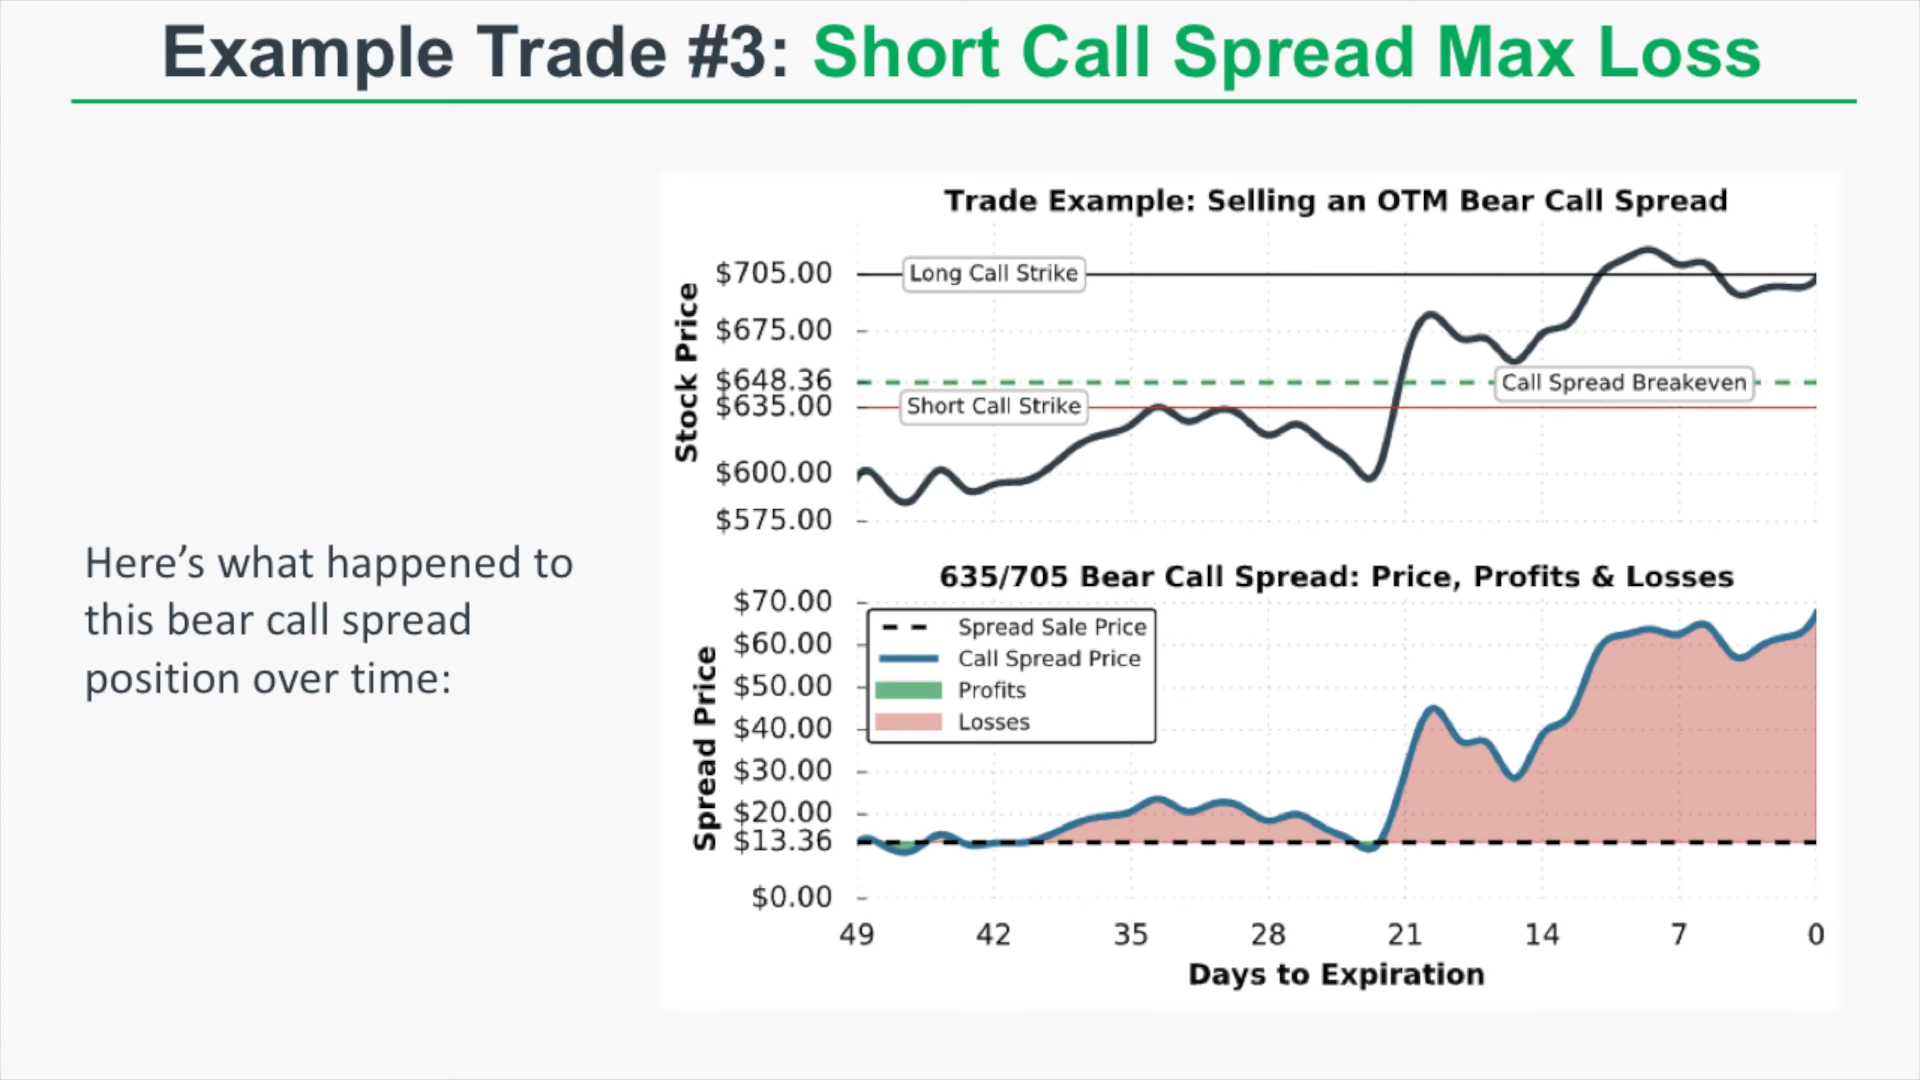 Example Trade #3: Short Call Spread Max Loss
Here’s what happened to
this bear call spread
position over time:
Trade Example: Selling an OTM Bear Call Spread
Stock Price
$705.00
$675.00
$648.36
$635.00
$600.00
$575.00
Long Call Strike
Call Spread Breakeven
Short Call Strike
635/705 Bear Call Spread: Price, Profits & Losses
Spread Price
$70.00
$60.00
$50.00
$40.00
$30.00
$20.00
$13.36
$0.00
Spread Sale Price
Call Spread Price
Profits
Losses
49 42 35 28 21 14 7 0
Days to Expiration